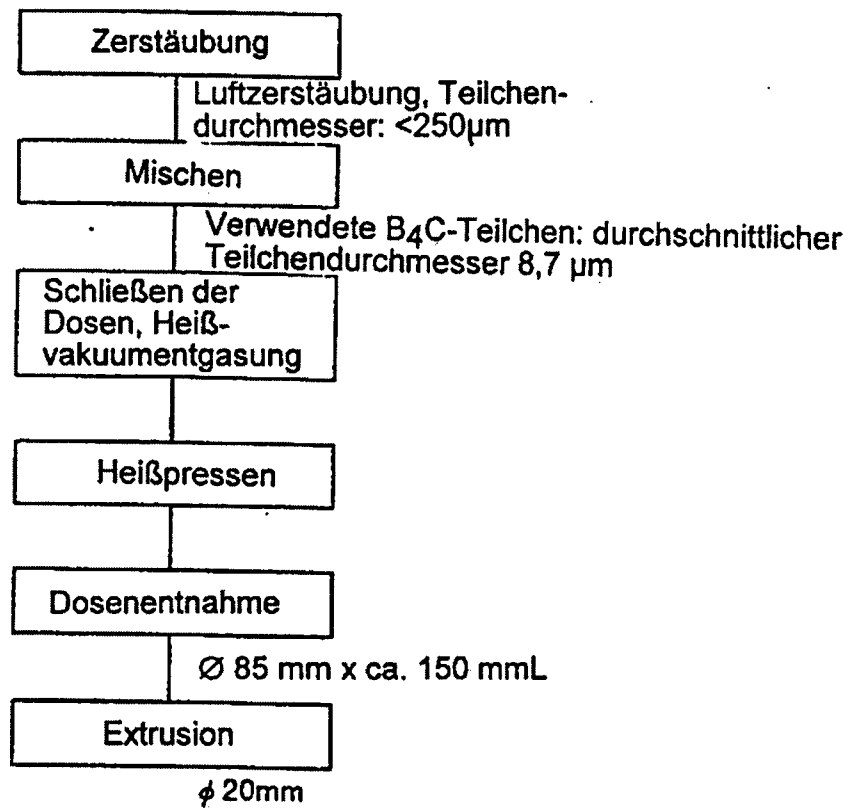 Zerstäubung
Luftzerstäubung, Teilchen-
durchmesser: <250µm
Mischen
Verwendete B₄C-Teilchen: durchschnittlicher
Teilchendurchmesser 8,7 µm
Schließen der
Dosen, Heiß-
vakuumentgasung
Heißpressen
Dosenentnahme
∅ 85 mm x ca. 150 mmL
Extrusion
ϕ 20mm